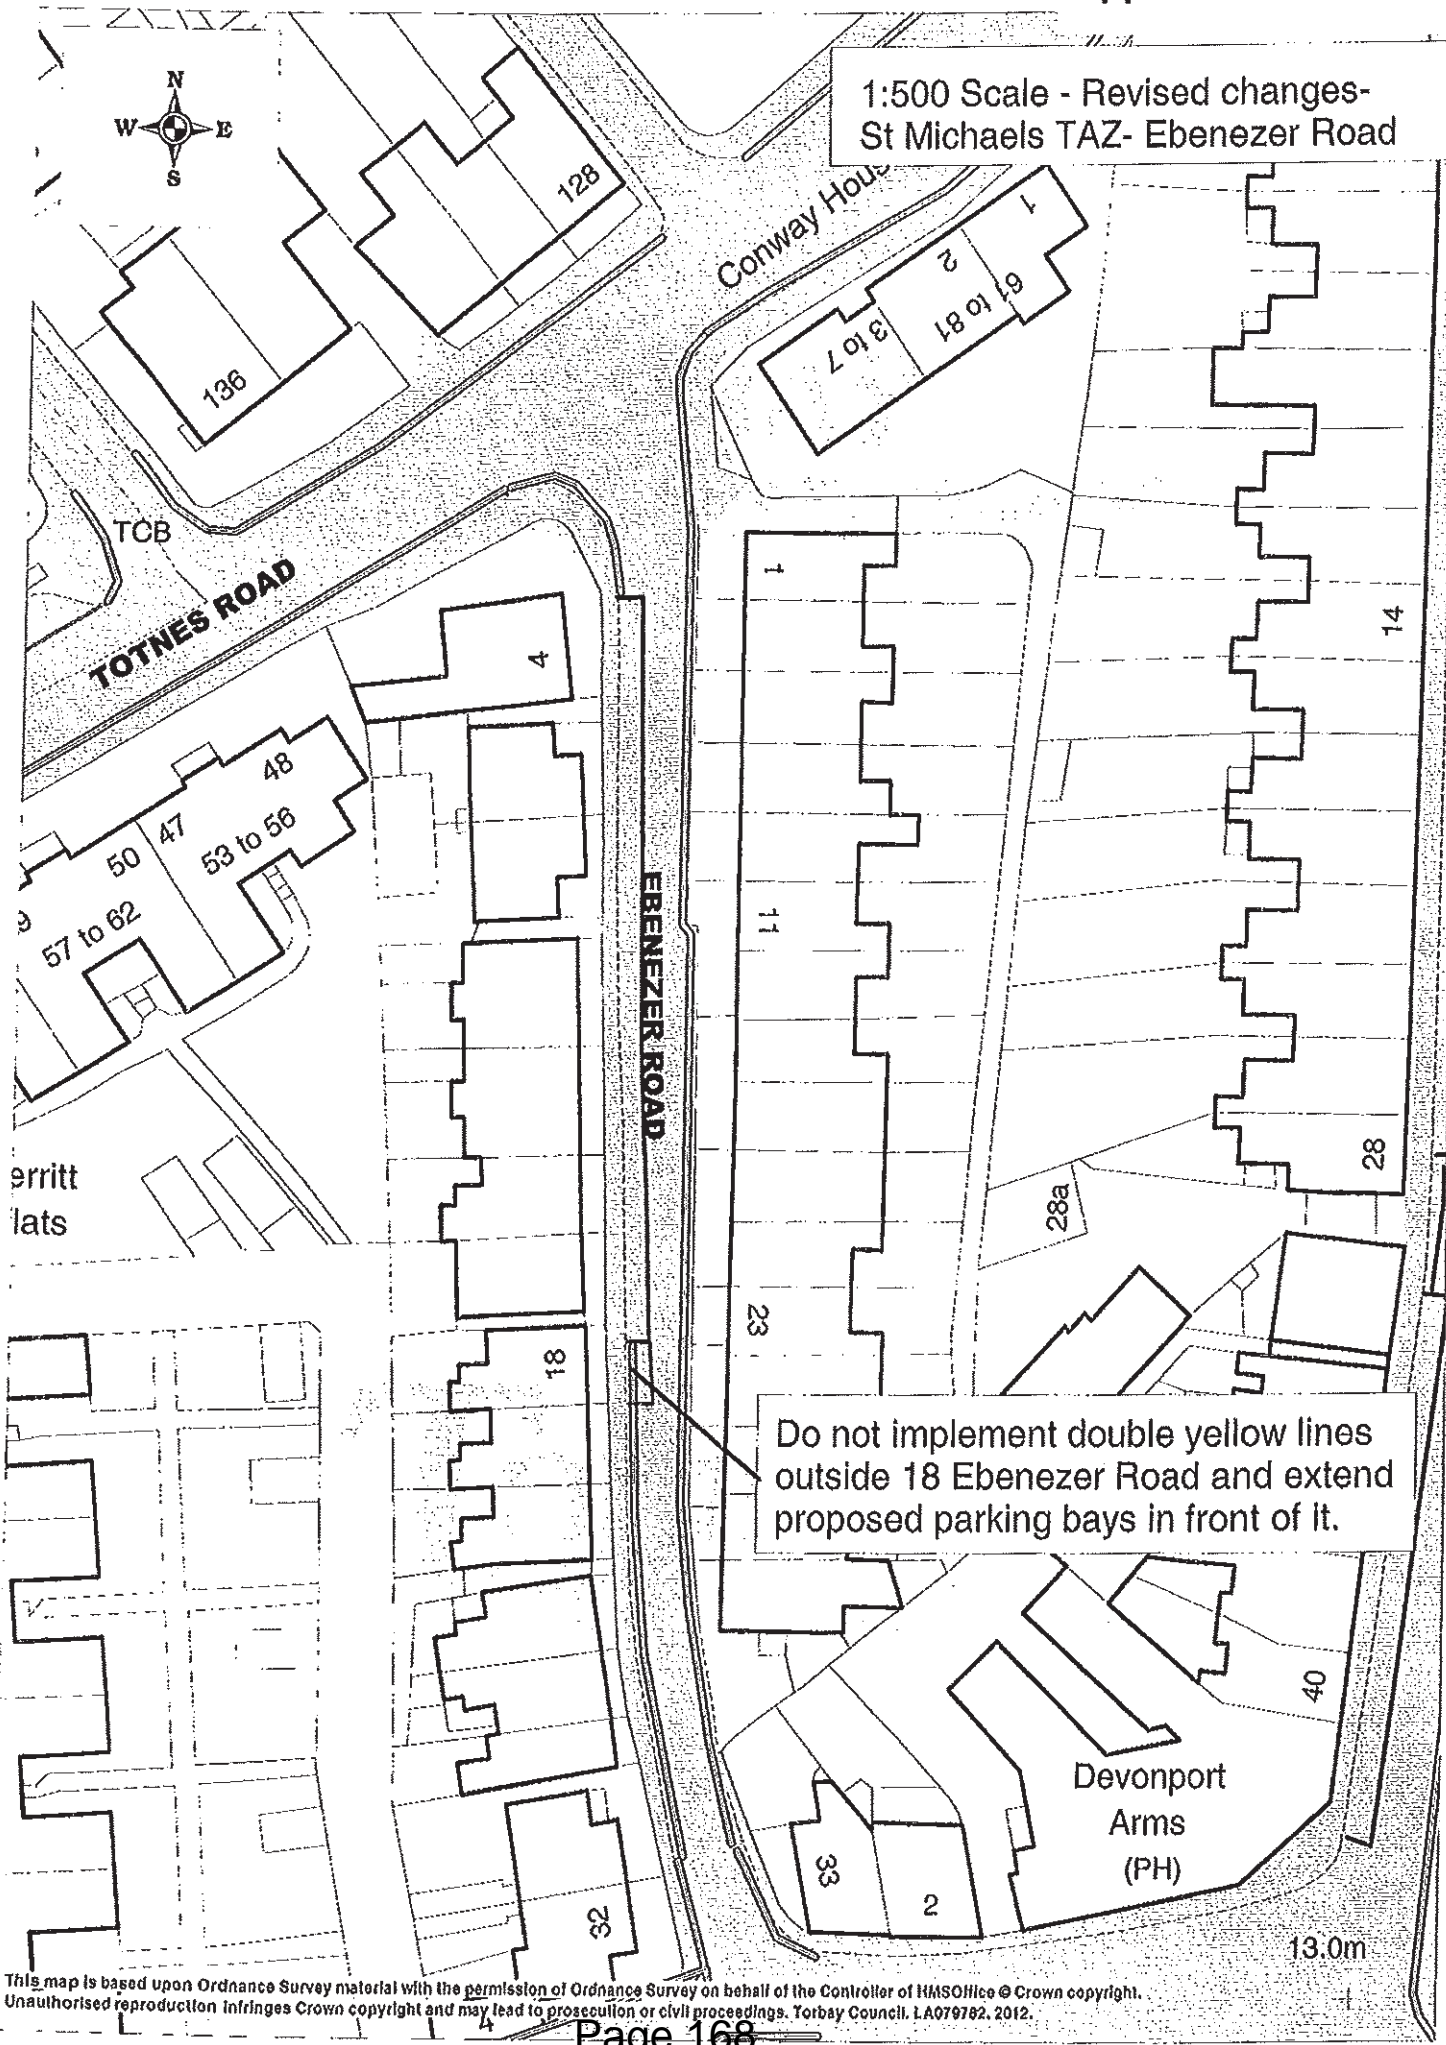 N
W E
S
1:500 Scale - Revised changes-
St Michaels TAZ- Ebenezer Road
128
136
Conway Hous
1
2
3 to 7
61 to 81
TCB
TOTNES ROAD
4
1
14
48
47
50
53 to 56
57 to 62
9
11
EBENEZER ROAD
erritt
lats
28
28a
23
18
Do not implement double yellow lines
outside 18 Ebenezer Road and extend
proposed parking bays in front of it.
40
Devonport
Arms
(PH)
33
2
32
13.0m
This map is based upon Ordnance Survey material with the permission of Ordnance Survey on behalf of the Controller of HMSOffice © Crown copyright.
Unauthorised reproduction infringes Crown copyright and may lead to prosecution or civil proceedings. Torbay Council. LA079782. 2012.
4
Page 168